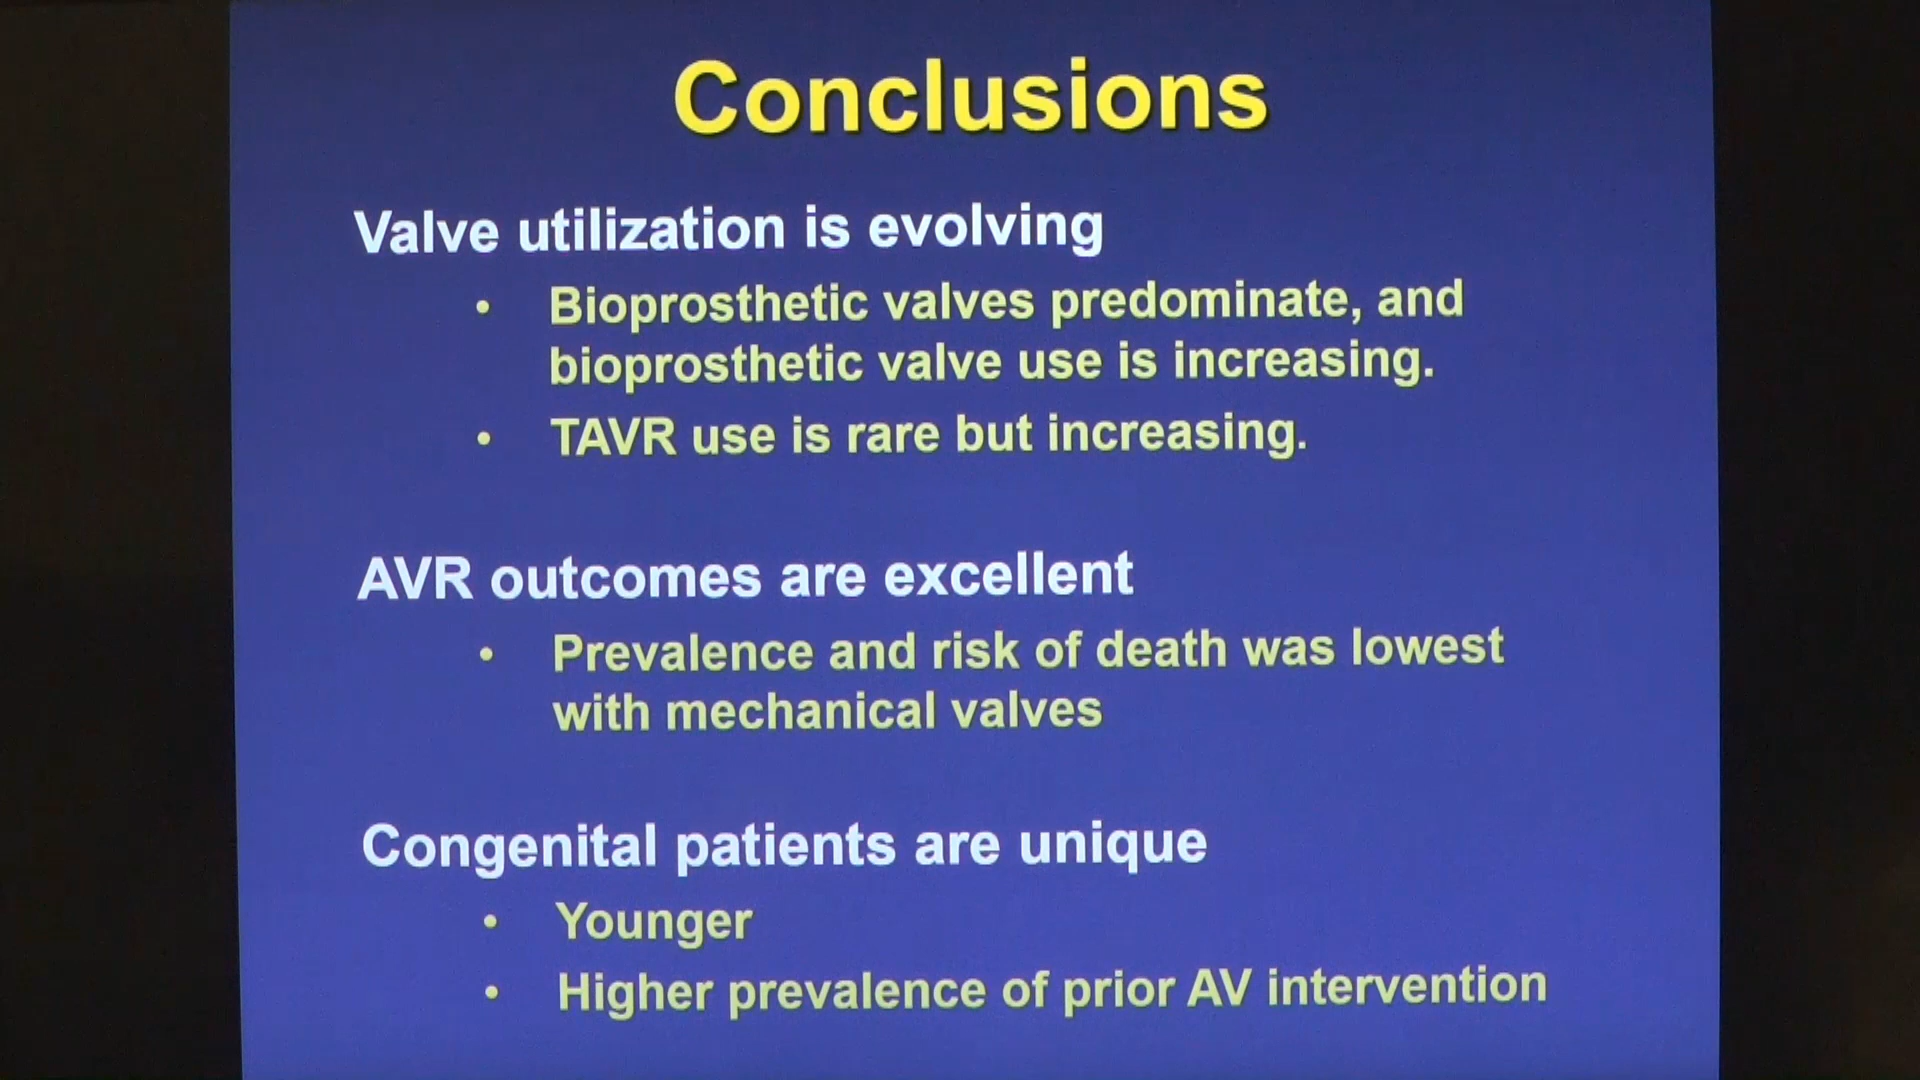 Conclusions
Valve utilization is evolving
• Bioprosthetic valves predominate, and
bioprosthetic valve use is increasing.
• TAVR use is rare but increasing.
AVR outcomes are excellent
• Prevalence and risk of death was lowest
with mechanical valves
Congenital patients are unique
• Younger
• Higher prevalence of prior AV intervention